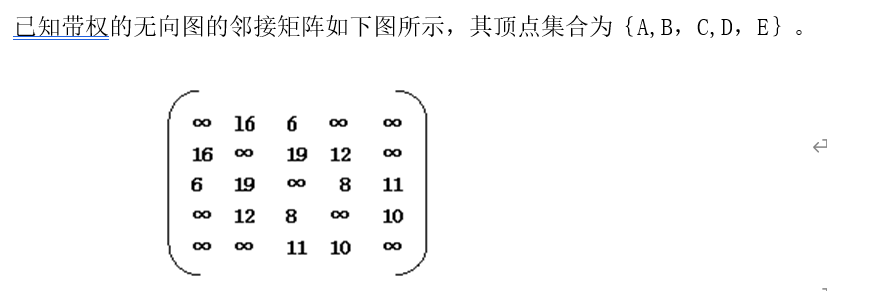 已知带权的无向图的邻接矩阵如下图所示，其顶点集合为｛A,B，C,D，E｝。
∞ 16 6 ∞ ∞
16 ∞ 19 12 ∞
6 19 ∞ 8 11
∞ 12 8 ∞ 10
∞ ∞ 11 10 ∞